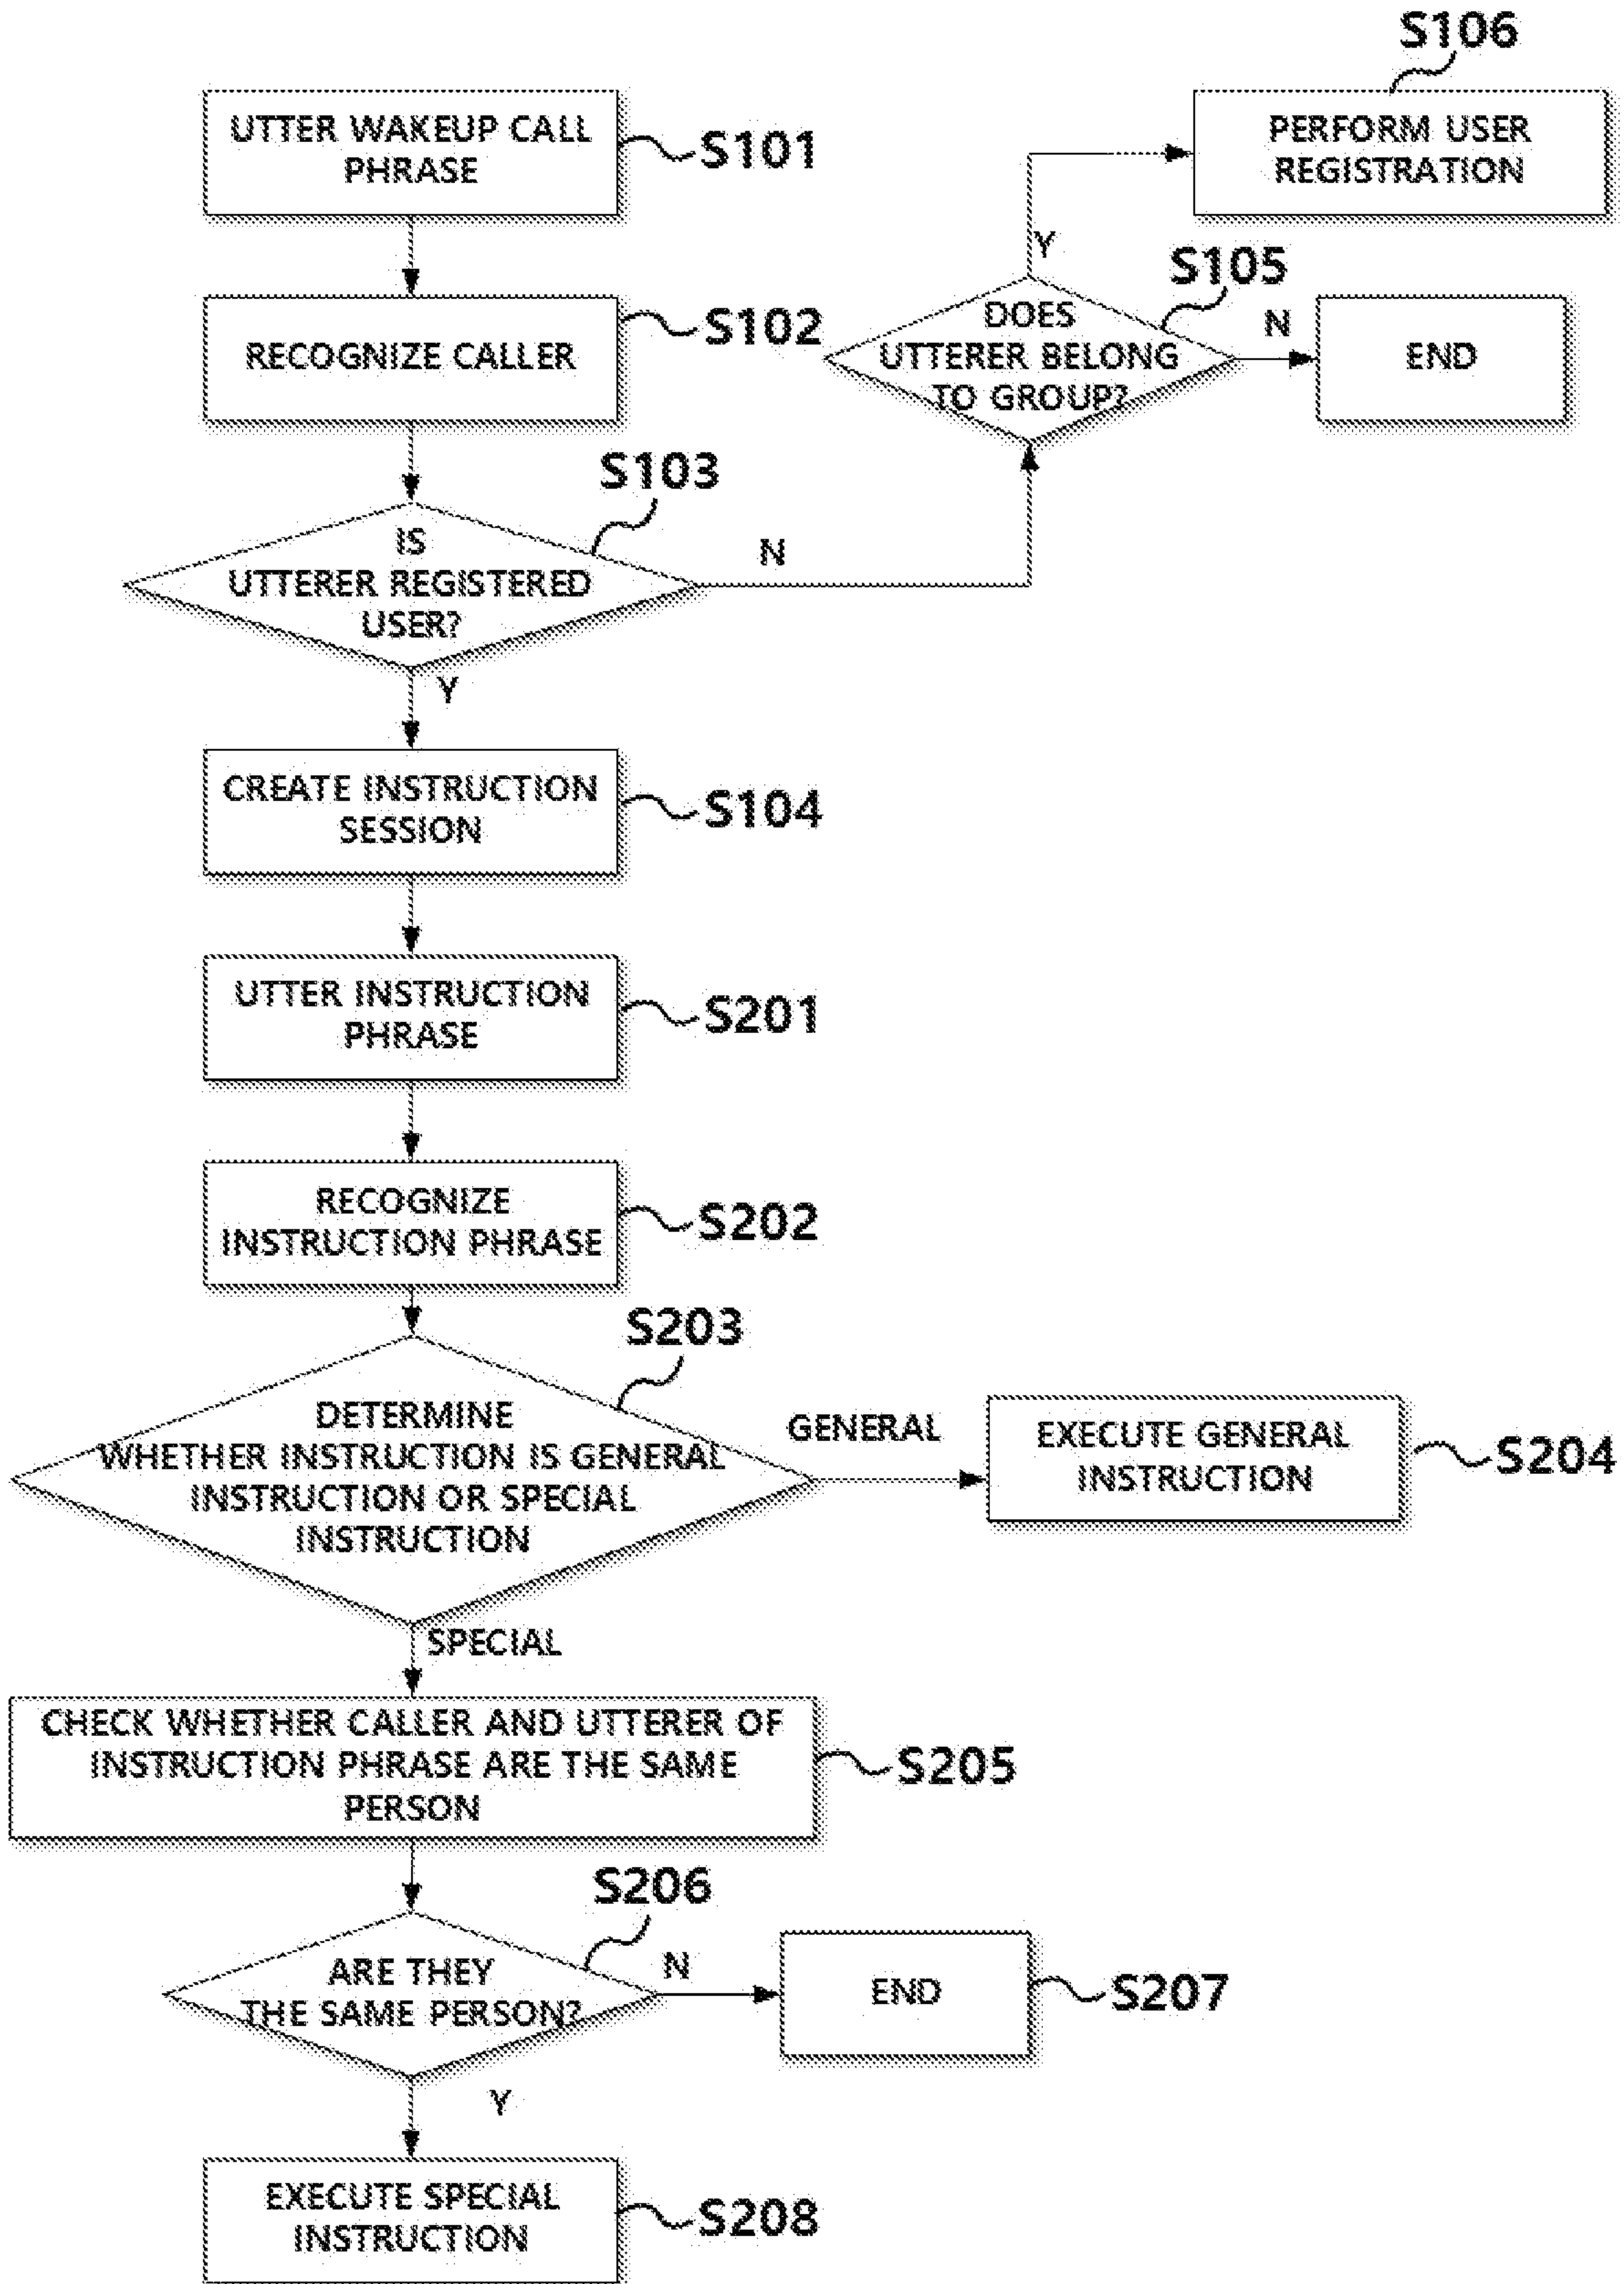 S106
UTTER WAKEUP CALL
PHRASE
S101
PERFORM USER
REGISTRATION
Y
S105
RECOGNIZE CALLER
S102
DOES
UTTERER BELONG
TO GROUP?
N
END
S103
IS
UTTERER REGISTERED
USER?
N
Y
CREATE INSTRUCTION
SESSION
S104
UTTER INSTRUCTION
PHRASE
S201
RECOGNIZE
INSTRUCTION PHRASE
S202
S203
DETERMINE
WHETHER INSTRUCTION IS GENERAL
INSTRUCTION OR SPECIAL
INSTRUCTION
GENERAL
EXECUTE GENERAL
INSTRUCTION
S204
SPECIAL
CHECK WHETHER CALLER AND UTTERER OF
INSTRUCTION PHRASE ARE THE SAME
PERSON
S205
S206
ARE THEY
THE SAME PERSON?
N
END
S207
Y
EXECUTE SPECIAL
INSTRUCTION
S208